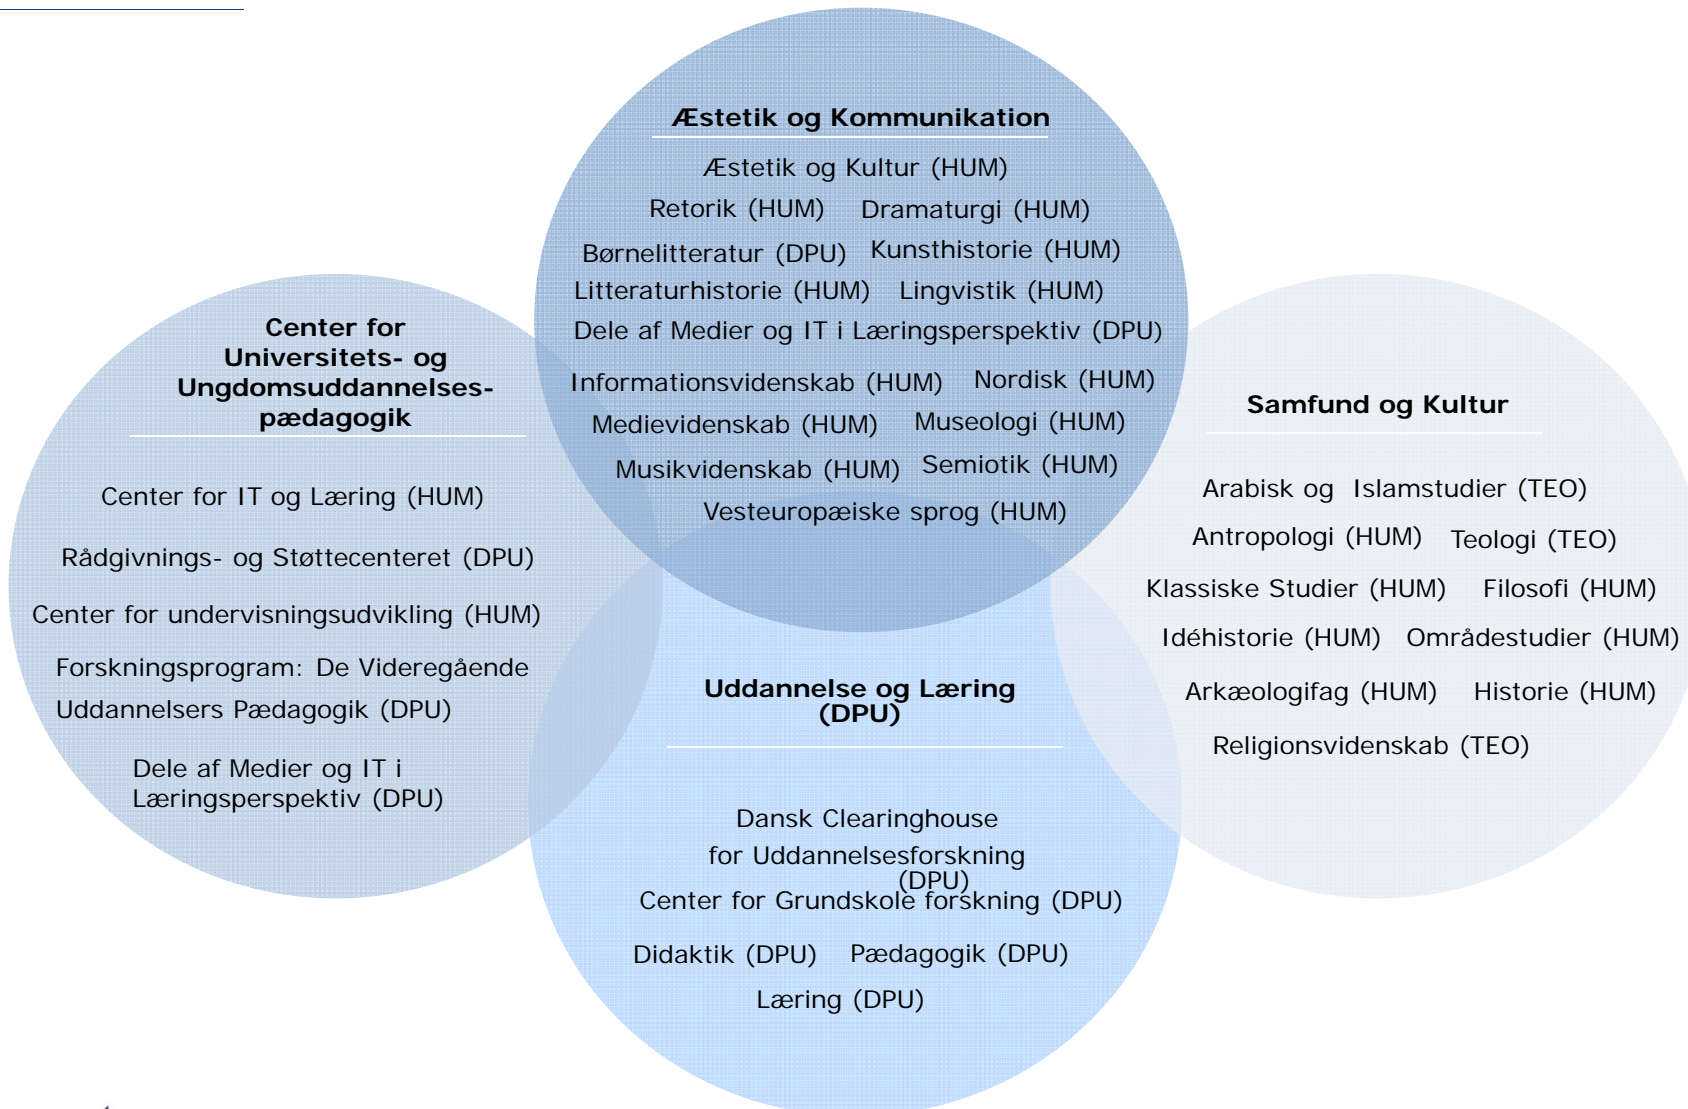 Æstetik og Kommunikation
Æstetik og Kultur (HUM)
Retorik (HUM) Dramaturgi (HUM)
Børnelitteratur (DPU) Kunsthistorie (HUM)
Litteraturhistorie (HUM) Lingvistik (HUM)
Dele af Medier og IT i Læringsperspektiv (DPU)
Informationsvidenskab (HUM) Nordisk (HUM)
Medievidenskab (HUM) Museologi (HUM)
Musikvidenskab (HUM) Semiotik (HUM)
Vesteuropæiske sprog (HUM)
Center for
Universitets- og
Ungdomsuddannelses-
pædagogik
Center for IT og Læring (HUM)
Rådgivnings- og Støttecenteret (DPU)
Center for undervisningsudvikling (HUM)
Forskningsprogram: De Videregående
Uddannelsers Pædagogik (DPU)
Dele af Medier og IT i
Læringsperspektiv (DPU)
Uddannelse og Læring
(DPU)
Dansk Clearinghouse
for Uddannelsesforskning
(DPU)
Center for Grundskole forskning (DPU)
Didaktik (DPU) Pædagogik (DPU)
Læring (DPU)
Samfund og Kultur
Arabisk og Islamstudier (TEO)
Antropologi (HUM) Teologi (TEO)
Klassiske Studier (HUM) Filosofi (HUM)
Idéhistorie (HUM) Områdestudier (HUM)
Arkæologifag (HUM) Historie (HUM)
Religionsvidenskab (TEO)